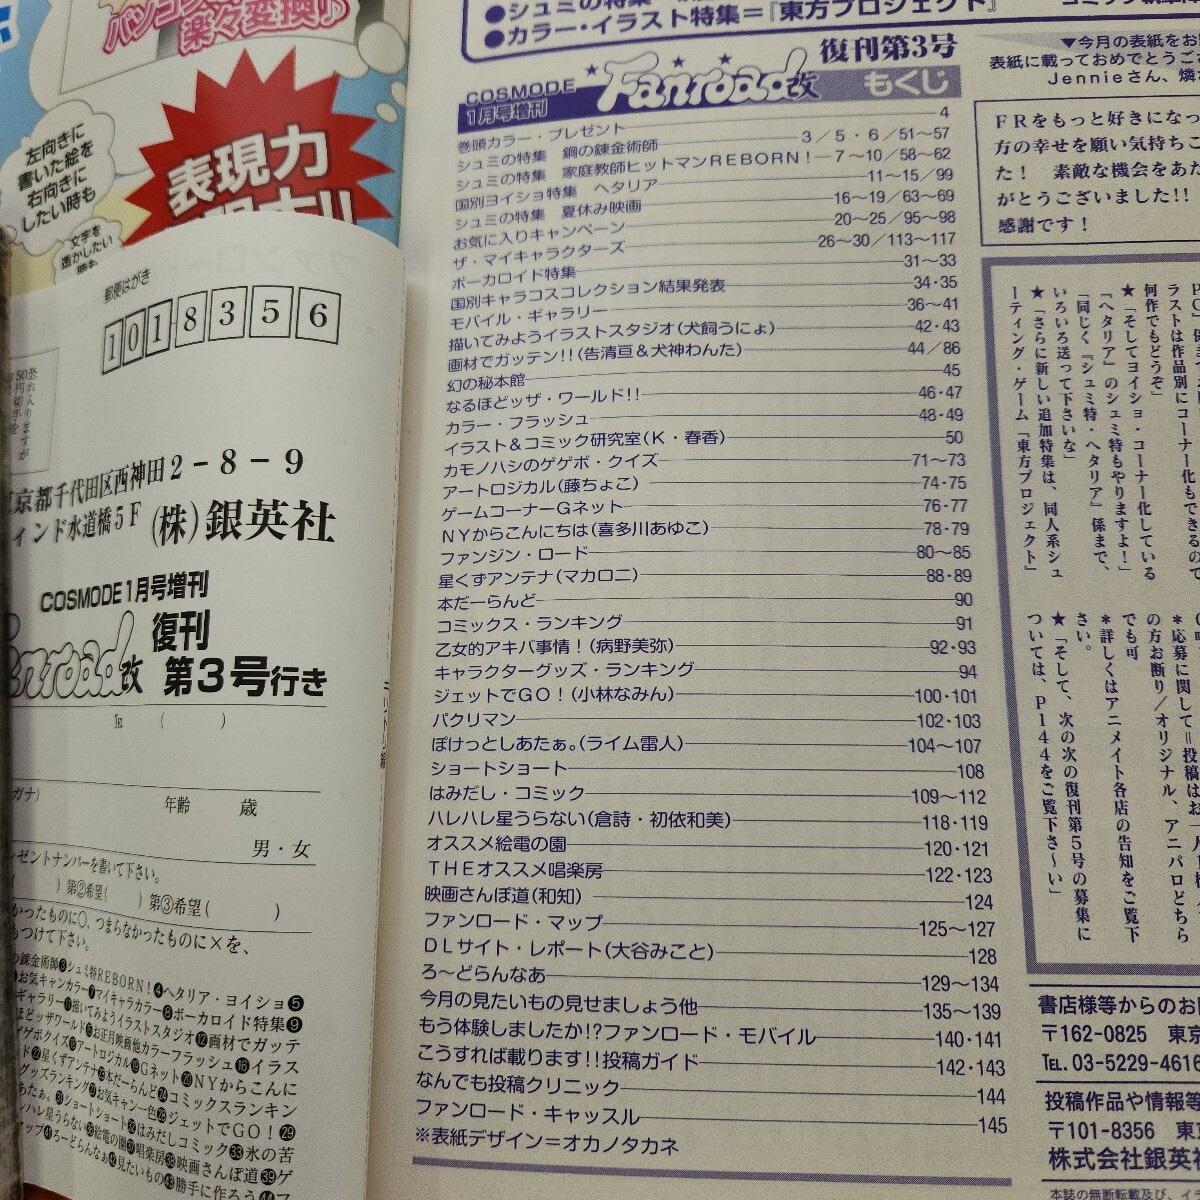 パソコン
楽々変換♪
左向きに
書いた絵を
右向きに
したい時も
表現力
文字を
透かしたい
時も
郵便はがき
1018356
恐れ入りますが
50円切手を
京都千代田区西神田2-8-9
インド水道橋5F (株)銀英社
COSMODE1月号増刊
Fanroad改 復刊
第3号行き
℡ ( )
年齢 歳
男・女
ゼントナンバーを書いて下さい。
) 第②希望( ) 第③希望( )
かったものに○、つまらなかったものに×を、
つけて下さい。
シュミの特集
●カラー・イラスト特集=『東方プロジェクト』
COSMODE
1月号増刊
Fanroad改
復刊第3号
もくじ
巻頭カラー・プレゼント 4
シュミの特集 鋼の錬金術師 3/5・6/51~57
シュミの特集 家庭教師ヒットマンREBORN! 7~10/58~62
国別ヨイショ特集 ヘタリア 11~15/99
シュミの特集 夏休み映画 16~19/63~69
お気に入りキャンペーン 20~25/95~98
ザ・マイキャラクターズ 26~30/113~117
ボーカロイド特集 31~33
国別キャラコスコレクション結果発表 34・35
モバイル・ギャラリー 36~41
描いてみようイラストスタジオ(犬飼うにょ) 42・43
画材でガッテン!!(告清亘&犬神わんた) 44/86
幻の秘本館 45
なるほどッザ・ワールド!! 46・47
カラー・フラッシュ 48・49
イラスト&コミック研究室(K・春香) 50
カモノハシのゲゲボ・クイズ 71~73
アートロジカル(藤ちょこ) 74・75
ゲームコーナーGネット 76・77
NYからこんにちは(喜多川あゆこ) 78・79
ファンジン・ロード 80~85
星くずアンテナ(マカロニ) 88・89
本だーらんど 90
コミックス・ランキング 91
乙女的アキバ事情!(病野美弥) 92・93
キャラクターグッズ・ランキング 94
ジェットでGO!(小林なみん) 100・101
パクリマン 102・103
ぽけっとしあたぁ。(ライム雷人) 104~107
ショートショート 108
はみだし・コミック 109~112
ハレハレ星うらない(倉詩・初依和美) 118・119
オススメ絵電の園 120・121
THEオススメ唱楽房 122・123
映画さんぽ道(和知) 124
ファンロード・マップ 125~127
DLサイト・レポート(大谷みこと) 128
ろ~どらんなあ 129~134
今月の見たいもの見せましょう他 135~139
もう体験しましたか!?ファンロード・モバイル 140・141
こうすれば載ります!!投稿ガイド 142・143
なんでも投稿クリニック 144
ファンロード・キャッスル 145
※表紙デザイン=オカノタカネ
▼今月の表紙をお
表紙に載っておめでとうござ
Jennieさん、燐
FRをもっと好きになっ
方の幸せを願い気持ちこ
た! 素敵な機会をあた
がとうございました!!
感謝です!
ラストは作品別にコーナー化もできるので
何作でもどうぞ」
★「そしてヨイショ・コーナー化している
『ヘタリア』のシュミ特もやりますよ!」
「同じく『シュミ特・ヘタリア』係まで、
いろいろ送って下さいな」
★「さらに新しい追加特集は、同人系シュ
ーティング・ゲーム『東方プロジェクト』
*応募に関して=投稿はお一人
の方お断り/オリジナル、アニパロどちら
でも可
*詳しくはアニメイト各店の告知をご覧下
さい。
★「そして、次の次の復刊第5号の募集に
ついては、P144をご覧下さ~い」
書店様等からのお
〒162-0825 東京
℡.03-5229-4616
投稿作品や情報等
〒101-8356 東
株式会社銀英社
本誌の無断転載及び、